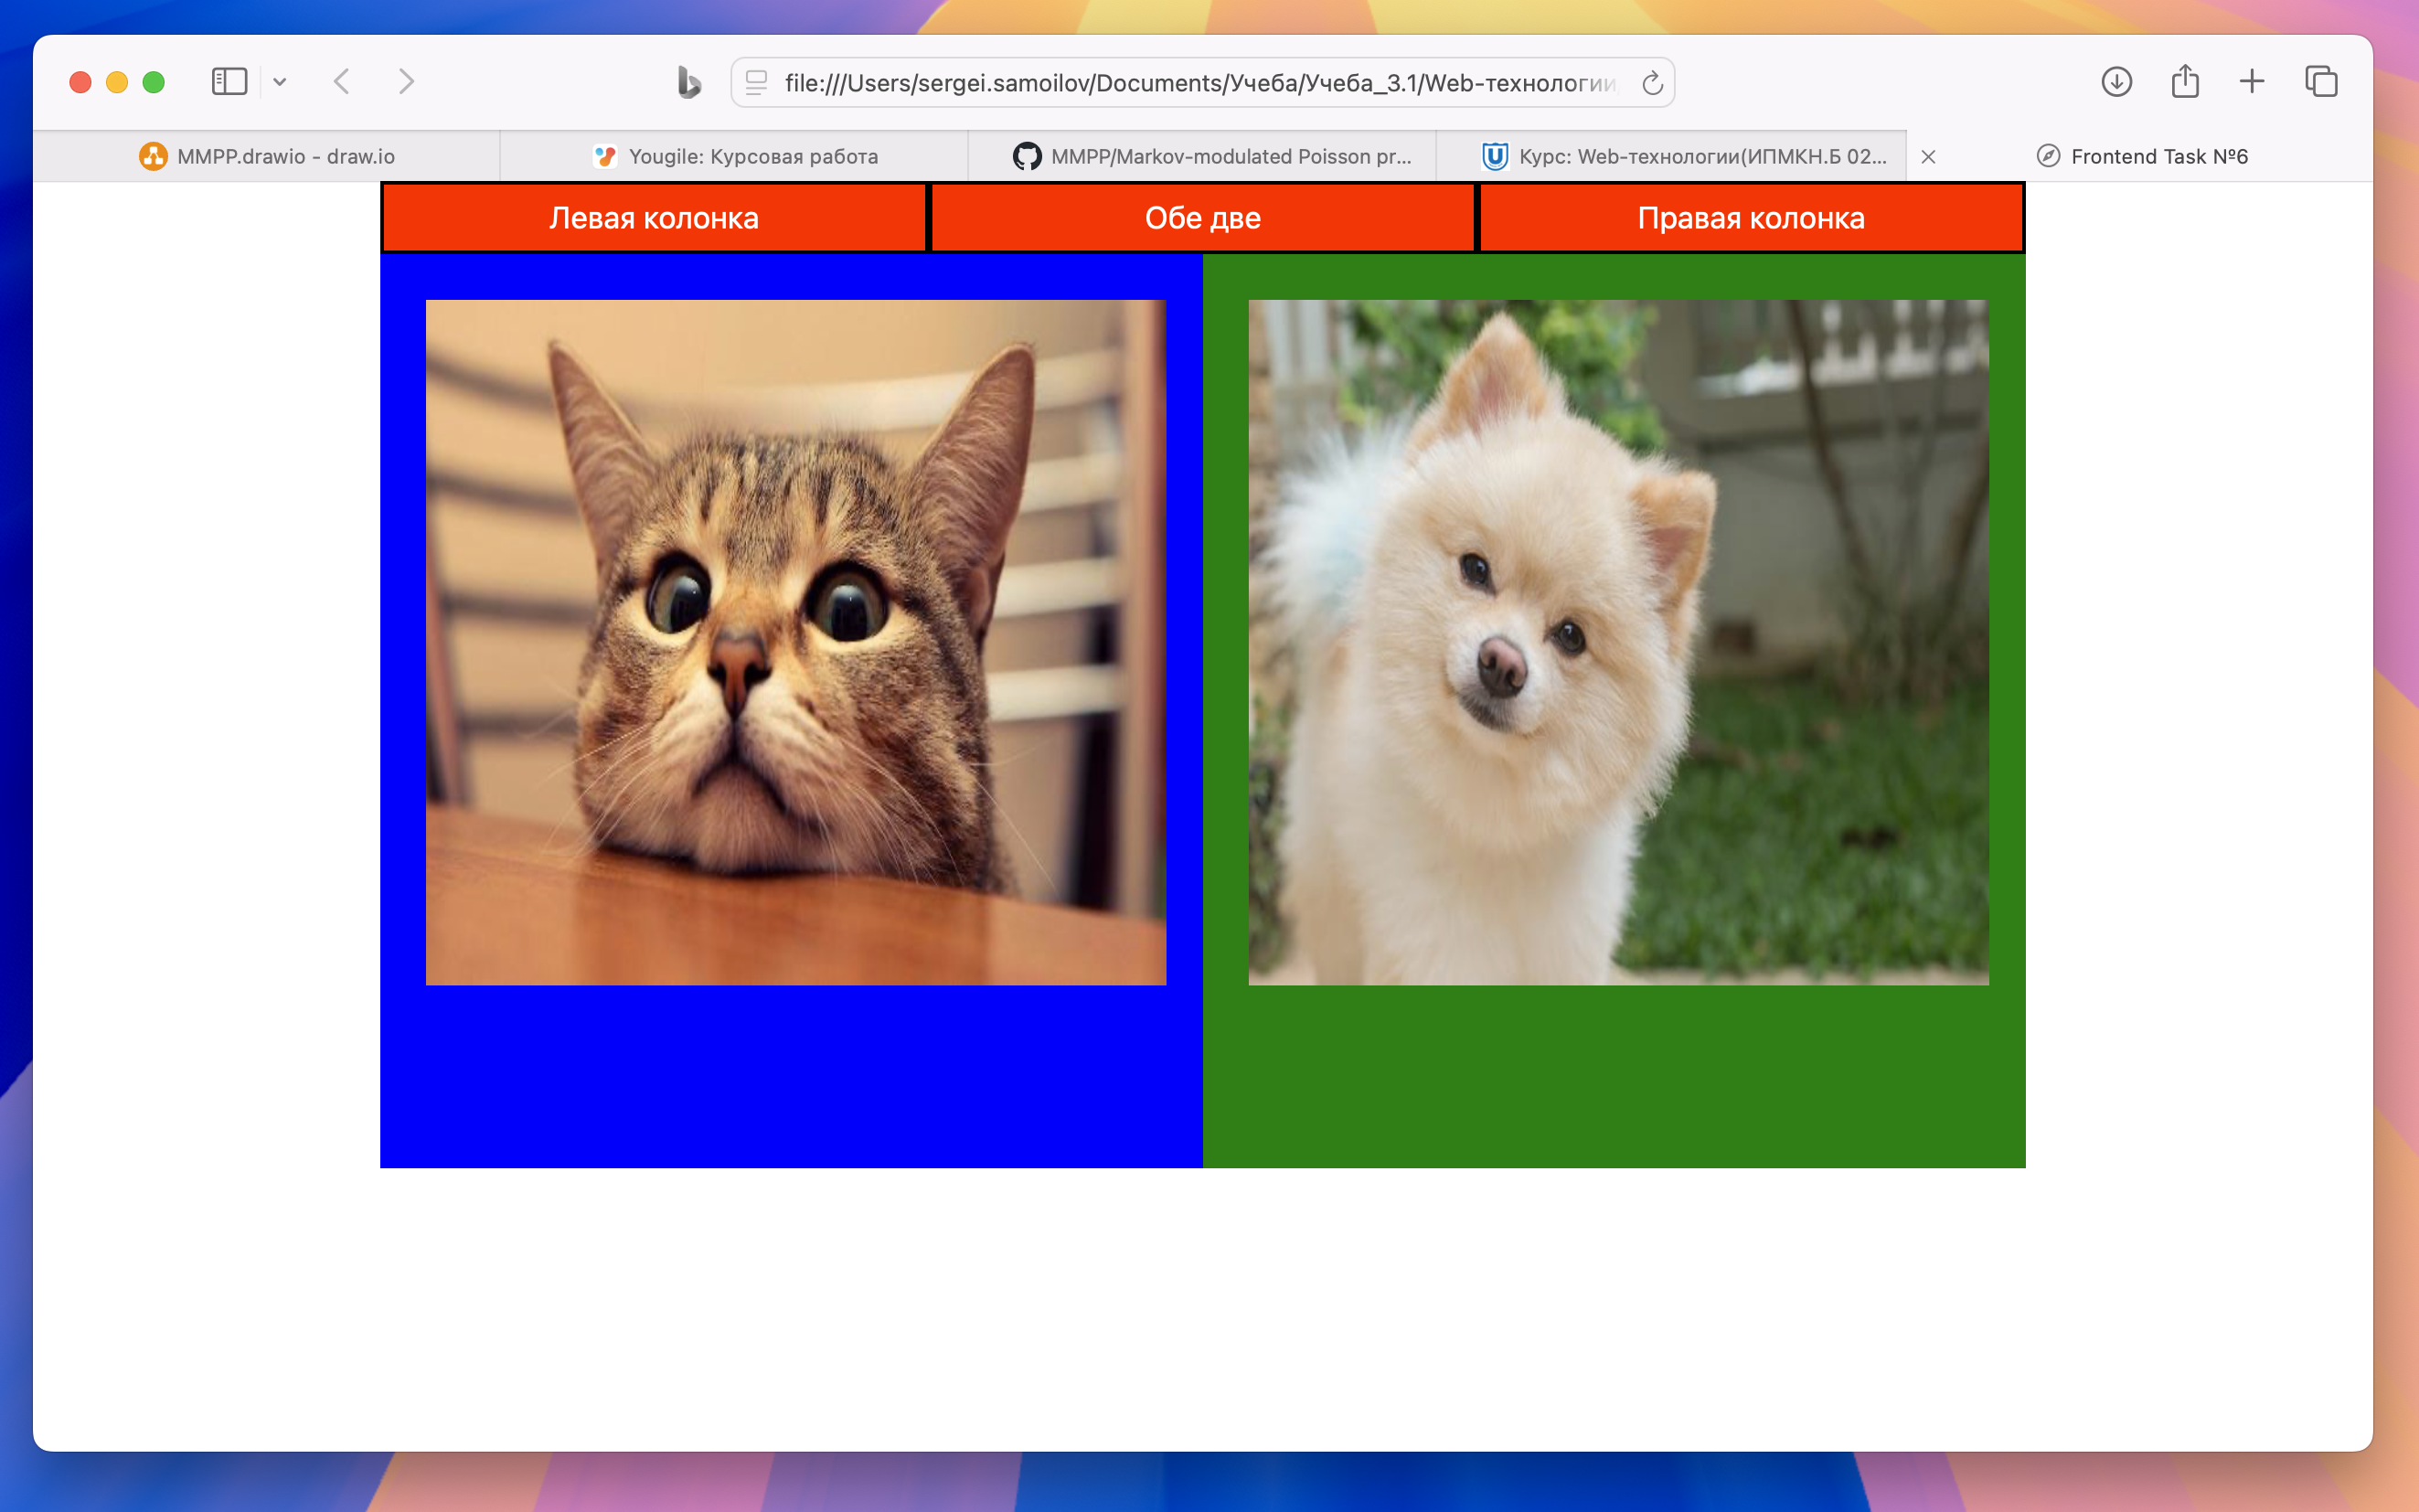 file:///Users/sergei.samoilov/Documents/Учеба/Учеба_3.1/Web-технологии
MMPP.drawio - draw.io
Yougile: Курсовая работа
MMPP/Markov-modulated Poisson pr...
Курс: Web-технологии(ИПМКН.Б 02...
Frontend Task №6
Левая колонка
Обе две
Правая колонка